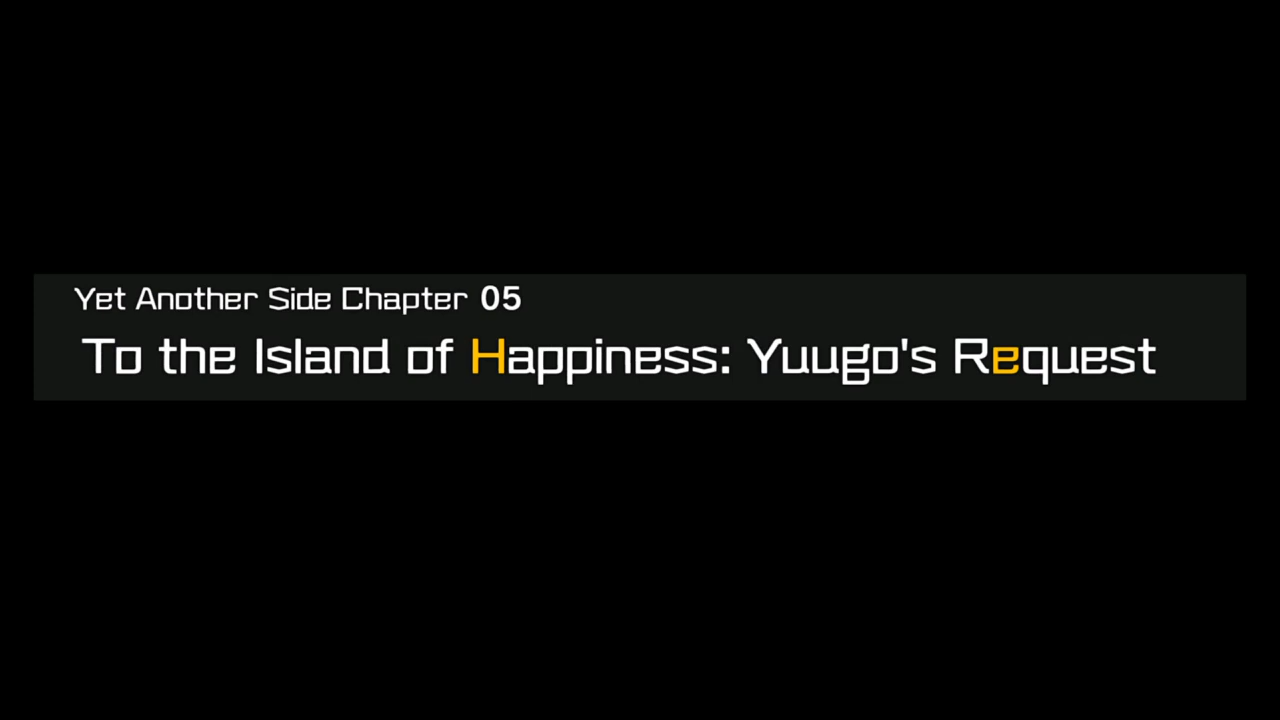 Yet Another Side Chapter 05
To the Island of Happiness: Yuugo's Request